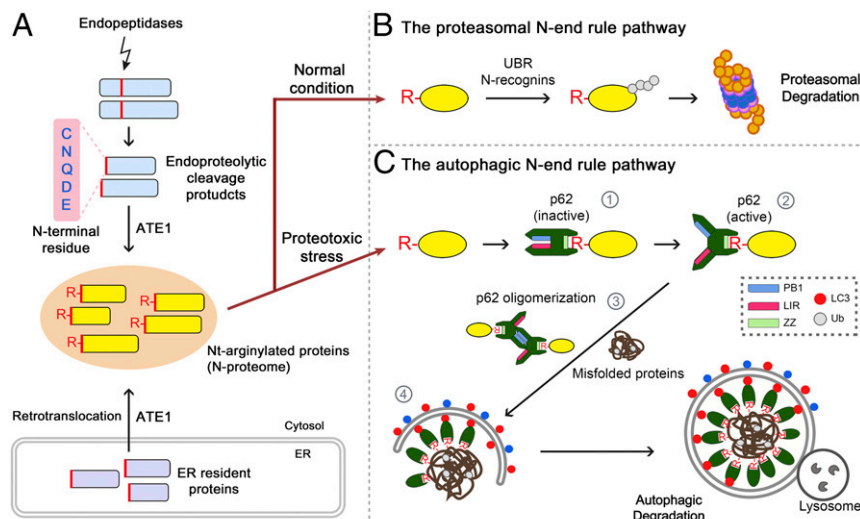 A
Endopeptidases
C
N
Q
D
E
Endoproteolytic
cleavage
protudcts
N-terminal
residue
ATE1
R-
R-
R-
R-
R-
Nt-arginylated proteins
(N-proteome)
Retrotranslocation
ATE1
Cytosol
ER
ER resident
proteins
Normal
condition
Proteotoxic
stress
B
The proteasomal N-end rule pathway
R-
UBR
N-recognins
R-
Proteasomal
Degradation
C
The autophagic N-end rule pathway
R-
p62
(inactive)
1
R-
p62
(active)
2
R-
p62 oligomerization
3
R
R
Misfolded proteins
PB1
LIR
ZZ
LC3
Ub
4
Autophagic
Degradation
Lysosome